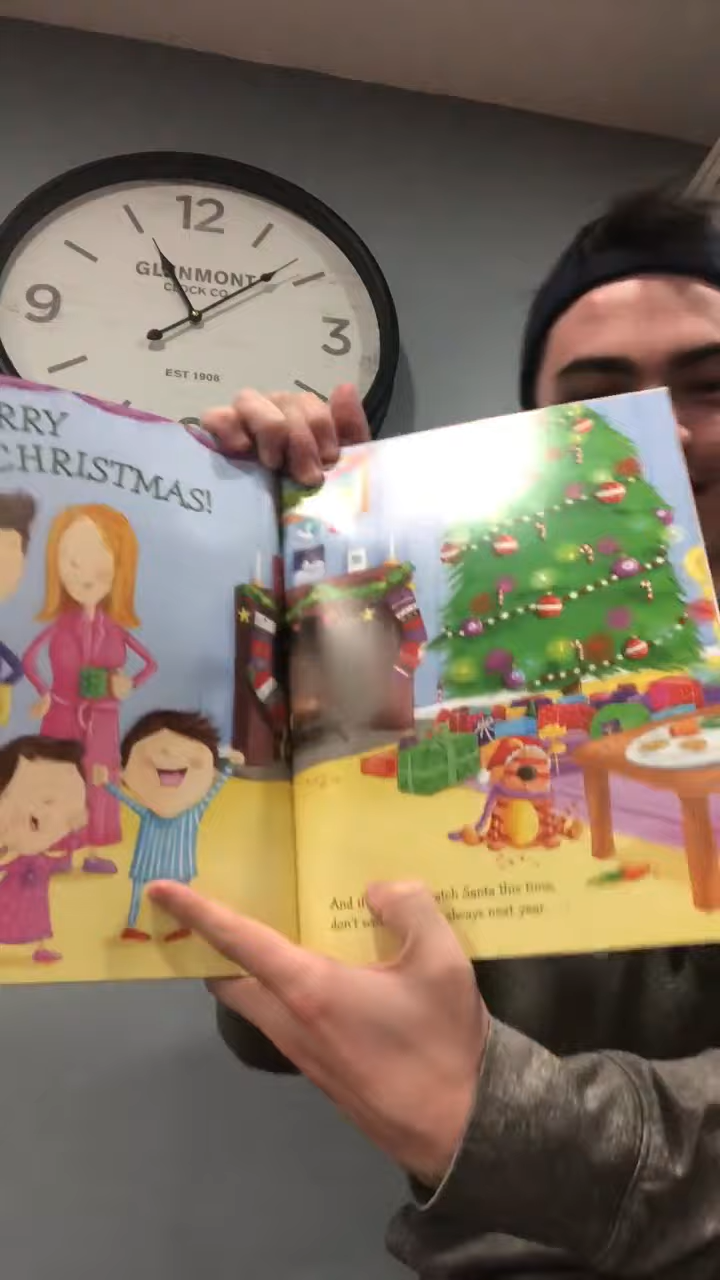 12
GLENMONT
CLOCK CO.
9
3
EST 1906
RRY
CHRISTMAS!
And atch Santa this time,
don't always next year.